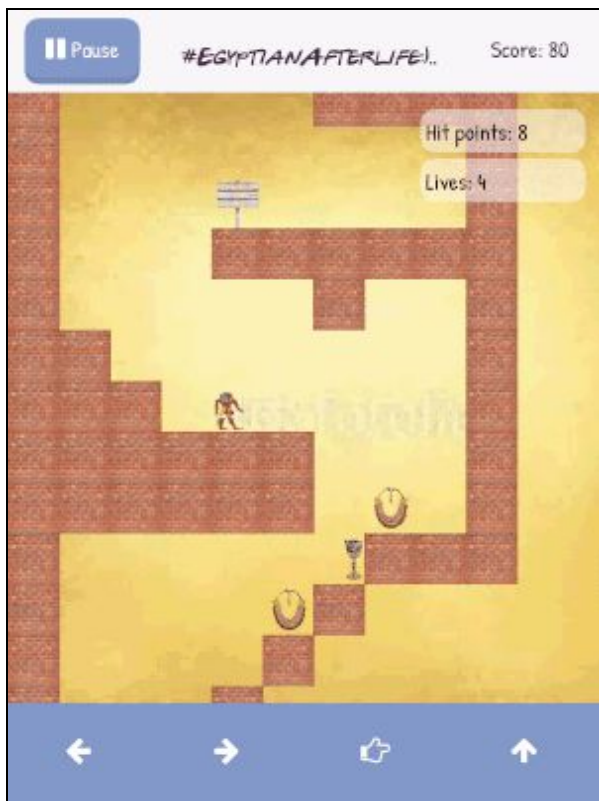 Pause
#EGYPTIANAFTERLIFE)..
Score: 80
Hit points: 8
Lives: 4